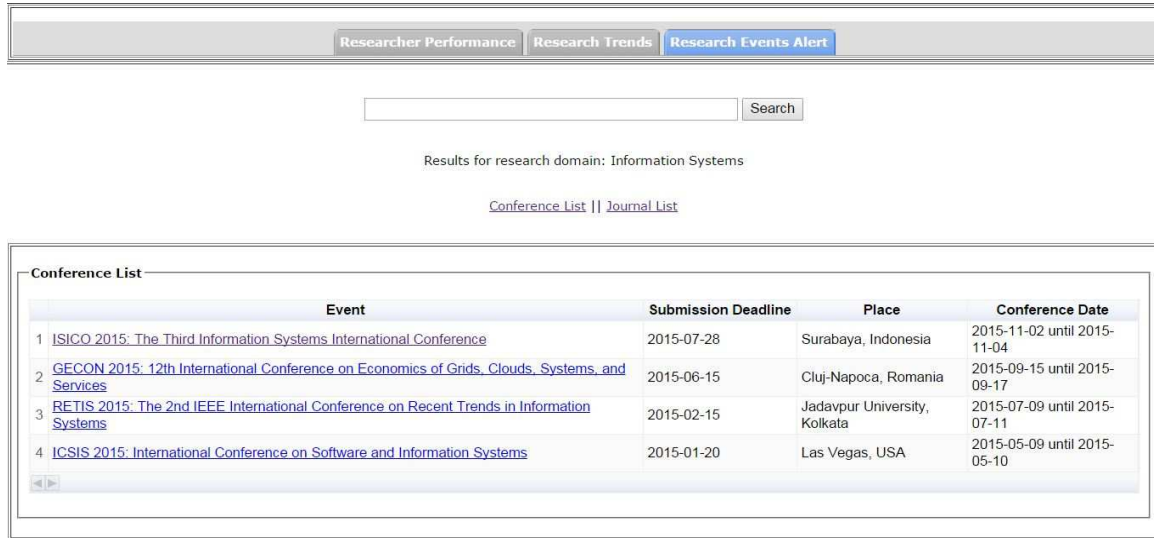 Researcher Performance Research Trends Research Events Alert
Search
Results for research domain: Information Systems
Conference List || Journal List
Conference List
Event Submission Deadline Place Conference Date
1 ISICO 2015: The Third Information Systems International Conference 2015-07-28 Surabaya, Indonesia 2015-11-02 until 2015-
11-04
2 GECON 2015: 12th International Conference on Economics of Grids, Clouds, Systems, and
Services 2015-06-15 Cluj-Napoca, Romania 2015-09-15 until 2015-
09-17
3 RETIS 2015: The 2nd IEEE International Conference on Recent Trends in Information
Systems 2015-02-15 Jadavpur University,
Kolkata 2015-07-09 until 2015-
07-11
4 ICSIS 2015: International Conference on Software and Information Systems 2015-01-20 Las Vegas, USA 2015-05-09 until 2015-
05-10